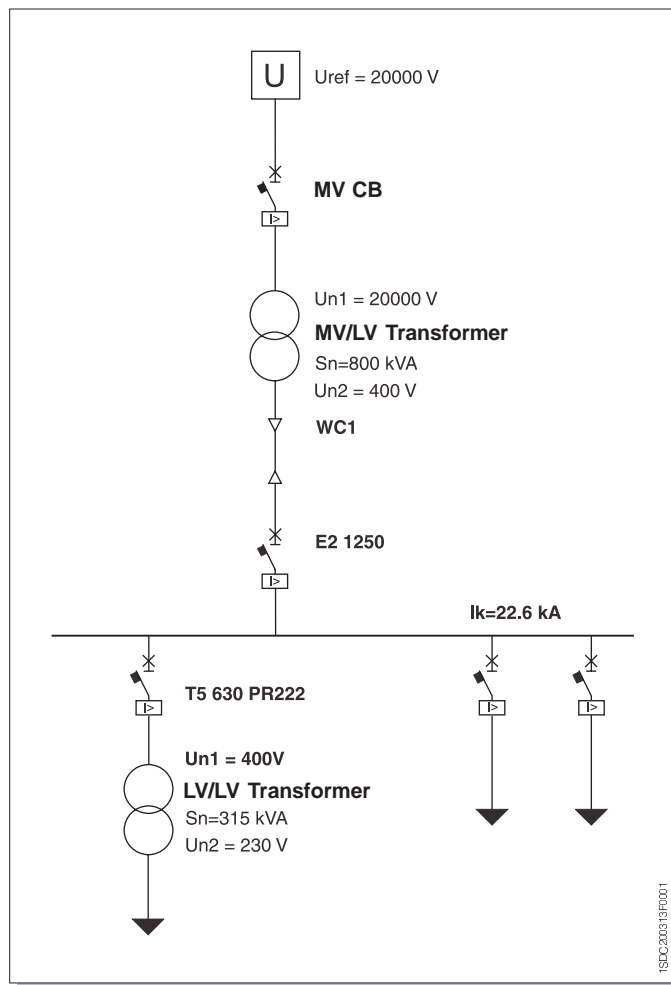 U
Uref = 20000 V
MV CB
I>
Un1 = 20000 V
MV/LV Transformer
Sn=800 kVA
Un2 = 400 V
WC1
E2 1250
I>
Ik=22.6 kA
T5 630 PR222
I>
I>
I>
Un1 = 400V
LV/LV Transformer
Sn=315 kVA
Un2 = 230 V
1SDC200313F0001